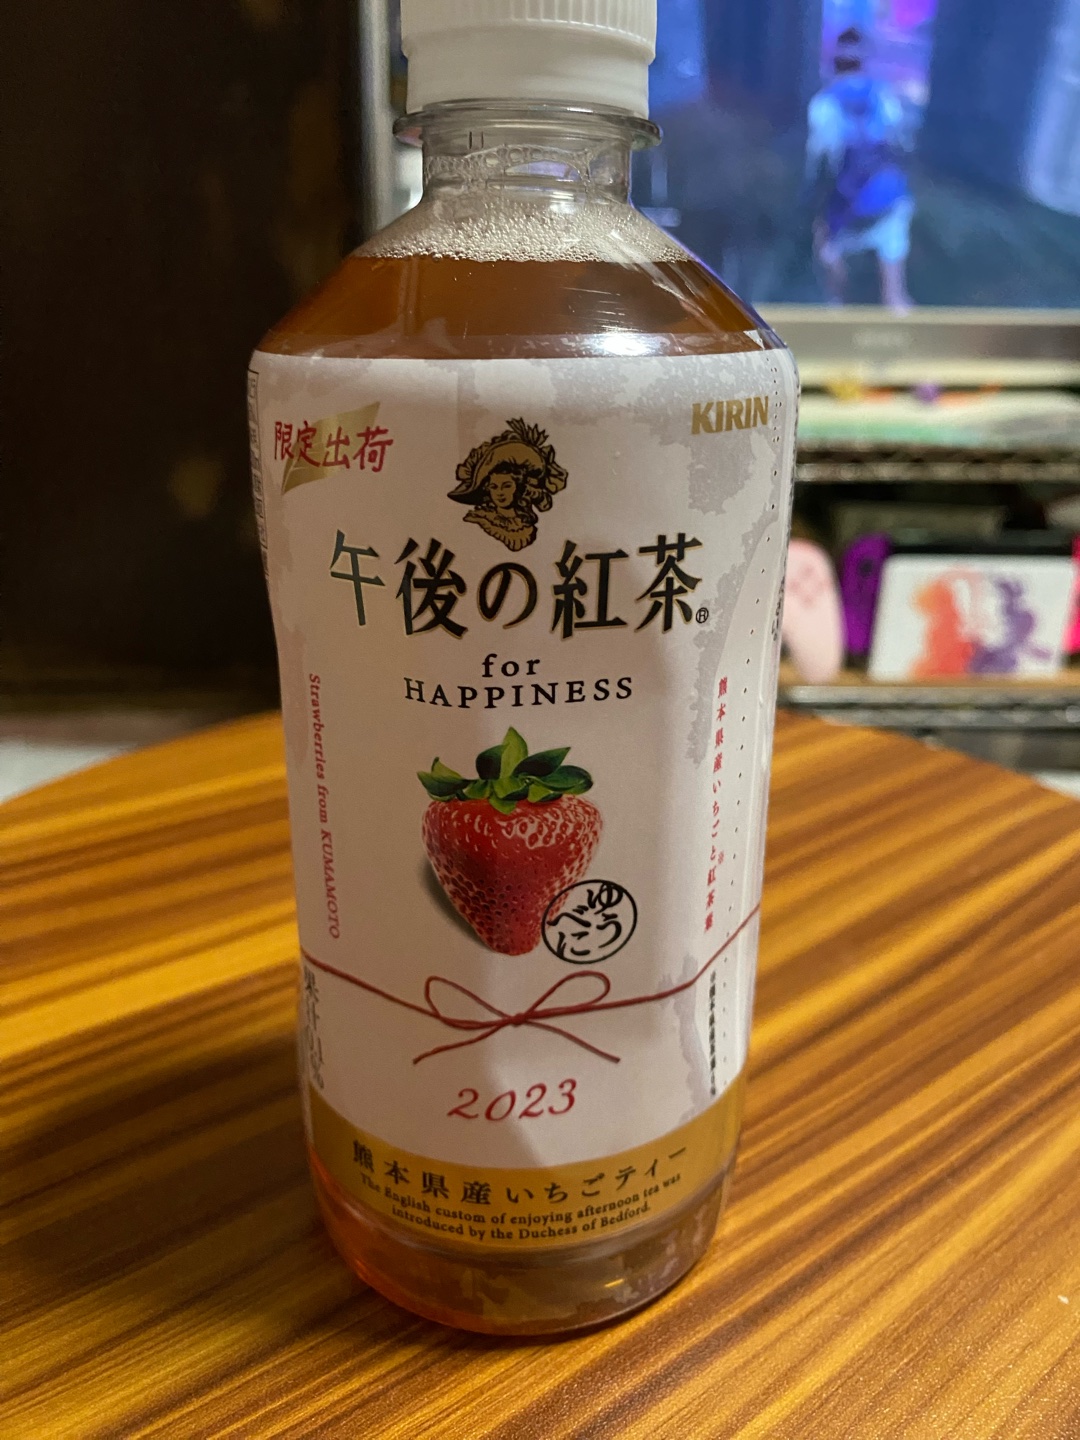 限定出荷
KIRIN
午後の紅茶®
for
HAPPINESS
Strawberries from KUMAMOTO
熊本県産いちごと紅茶葉
ゆうべに
2023
熊本県産いちごティー
The English custom of enjoying afternoon tea was
introduced by the Duchess of Bedford.